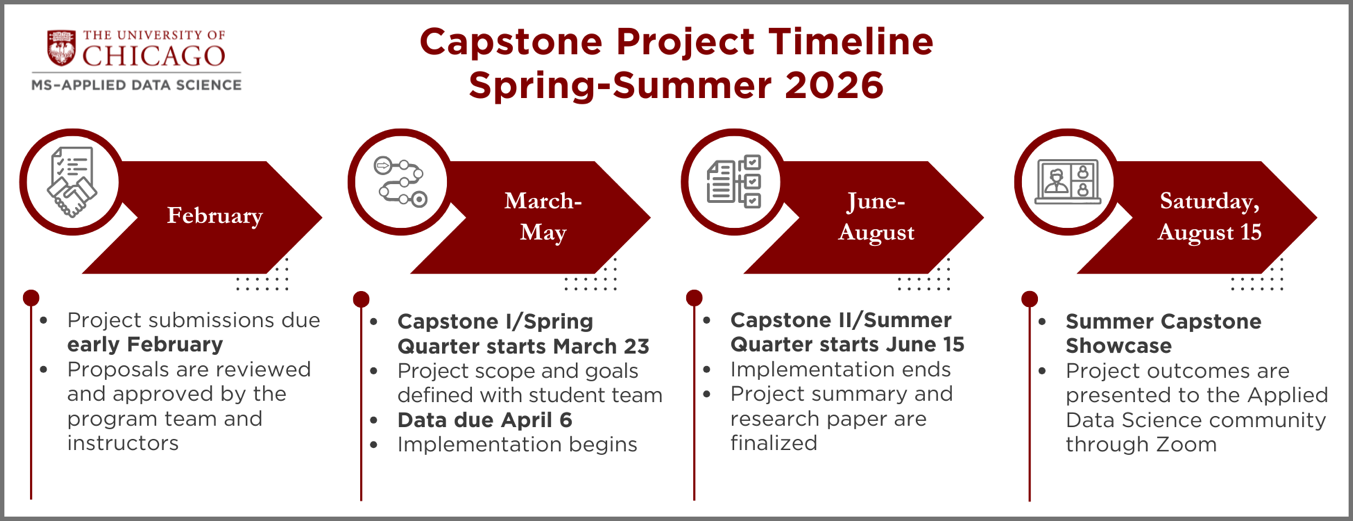 THE UNIVERSITY OF
CHICAGO
MS–APPLIED DATA SCIENCE
Capstone Project Timeline
Spring-Summer 2026
February
March-
May
June-
August
Saturday,
August 15
• Project submissions due
early February
• Proposals are reviewed
and approved by the
program team and
instructors
• Capstone I/Spring
Quarter starts March 23
• Project scope and goals
defined with student team
• Data due April 6
• Implementation begins
• Capstone II/Summer
Quarter starts June 15
• Implementation ends
• Project summary and
research paper are
finalized
• Summer Capstone
Showcase
• Project outcomes are
presented to the Applied
Data Science community
through Zoom